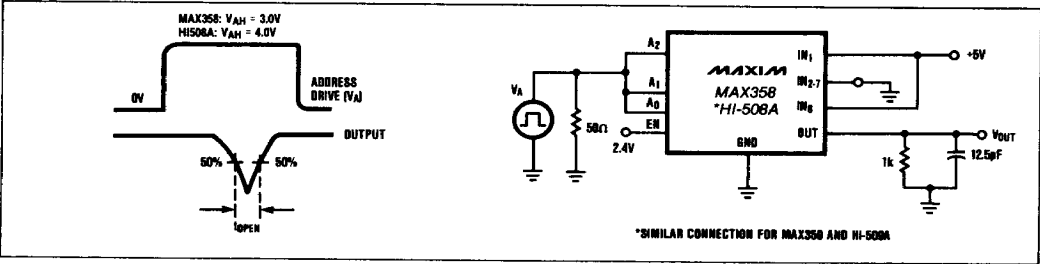 MAX358: VAH = 3.0V
HI508A: VAH = 4.0V
0V
ADDRESS
DRIVE (VA)
OUTPUT
50%
50%
tOPEN
VA
50Ω
A2
A1
A0
EN
2.4V
MAXIM
MAX358
*HI-508A
GND
IN1
IN2-7
IN8
OUT
+5V
VOUT
1k
12.5pF
*SIMILAR CONNECTION FOR MAX359 AND HI-509A